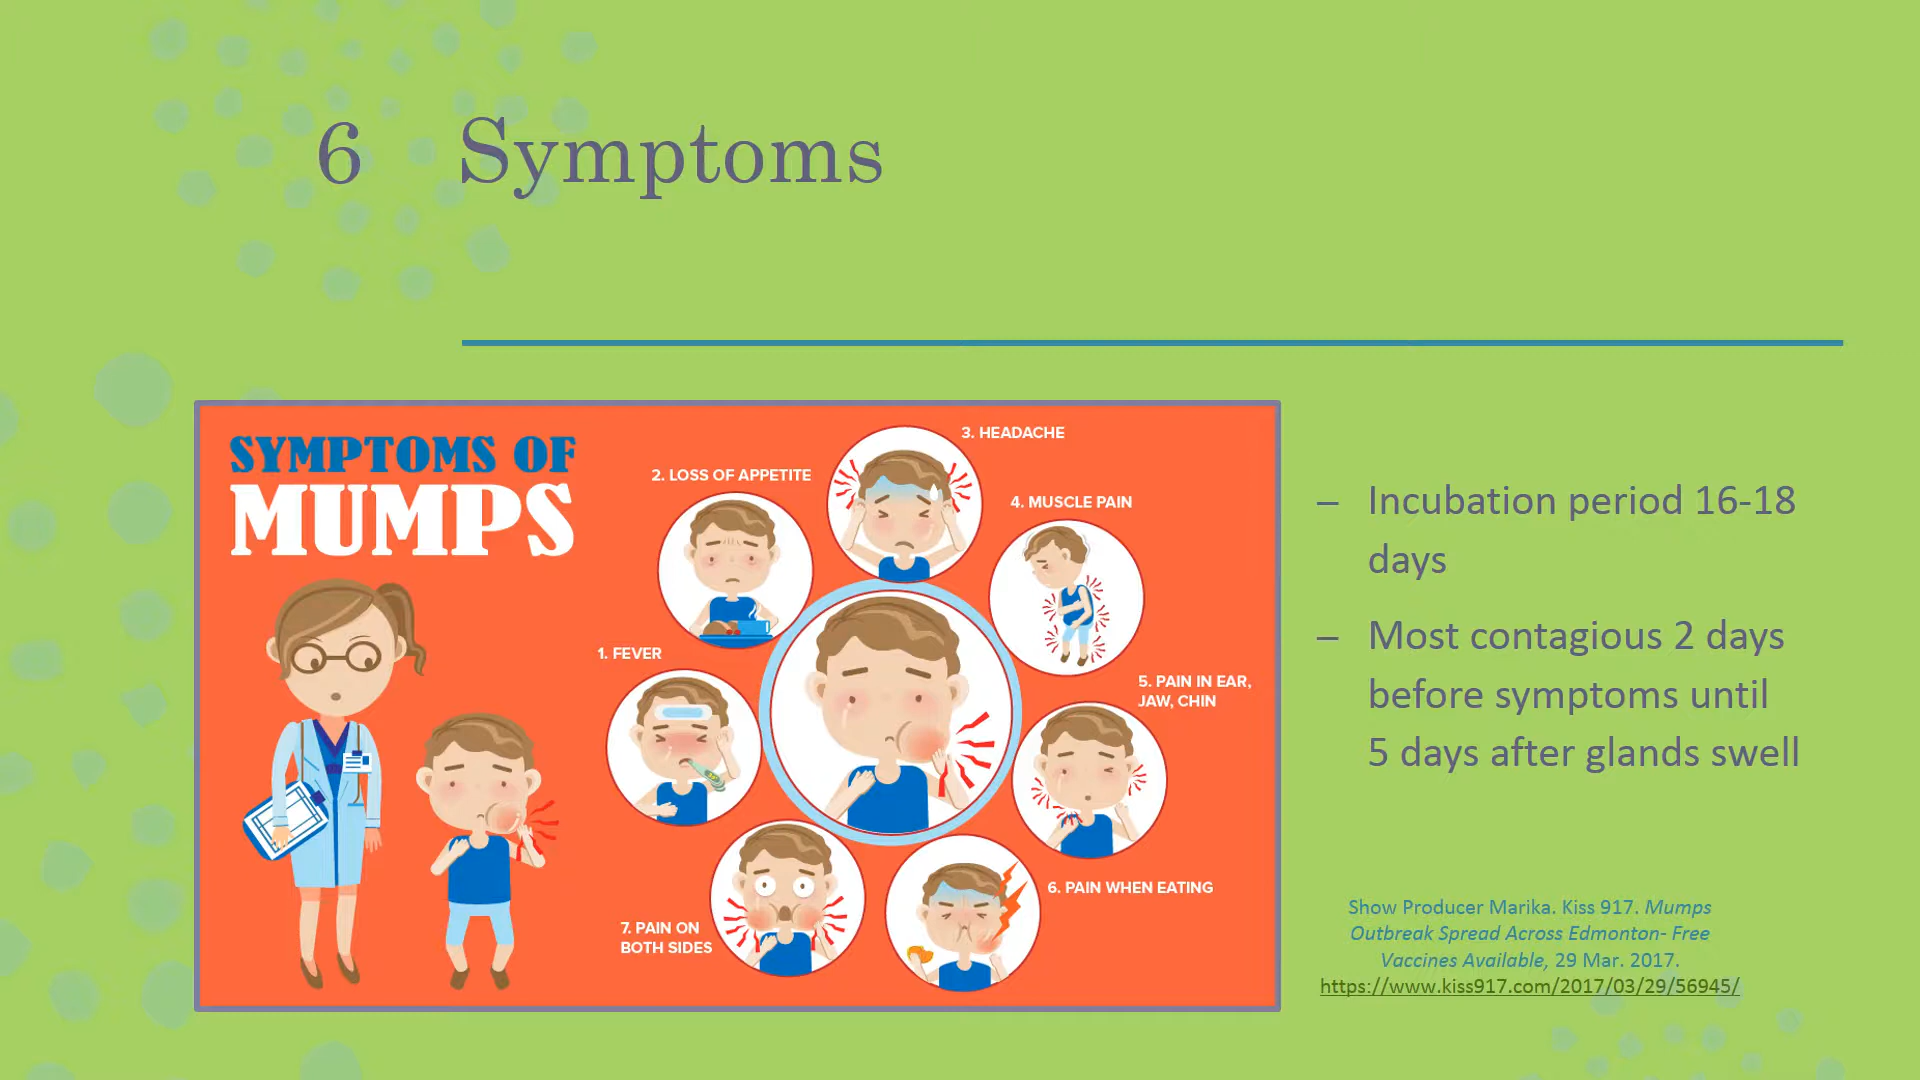 6 Symptoms
SYMPTOMS OF
MUMPS
1. FEVER
2. LOSS OF APPETITE
3. HEADACHE
4. MUSCLE PAIN
5. PAIN IN EAR,
JAW, CHIN
6. PAIN WHEN EATING
7. PAIN ON
BOTH SIDES
– Incubation period 16-18
days
– Most contagious 2 days
before symptoms until
5 days after glands swell
Show Producer Marika. Kiss 917. Mumps
Outbreak Spread Across Edmonton- Free
Vaccines Available, 29 Mar. 2017.
https://www.kiss917.com/2017/03/29/56945/